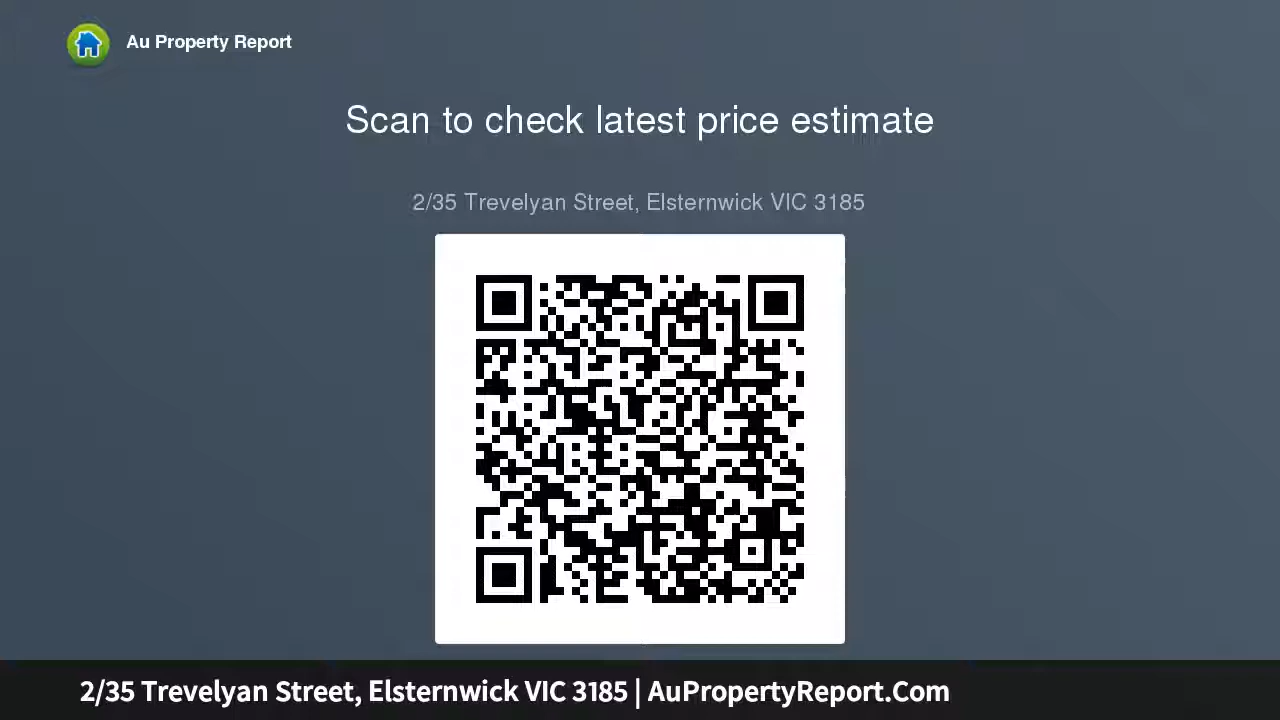 Au Property Report
Scan to check latest price estimate
2/35 Trevelyan Street, Elsternwick VIC 3185
2/35 Trevelyan Street, Elsternwick VIC 3185 | AuPropertyReport.Com